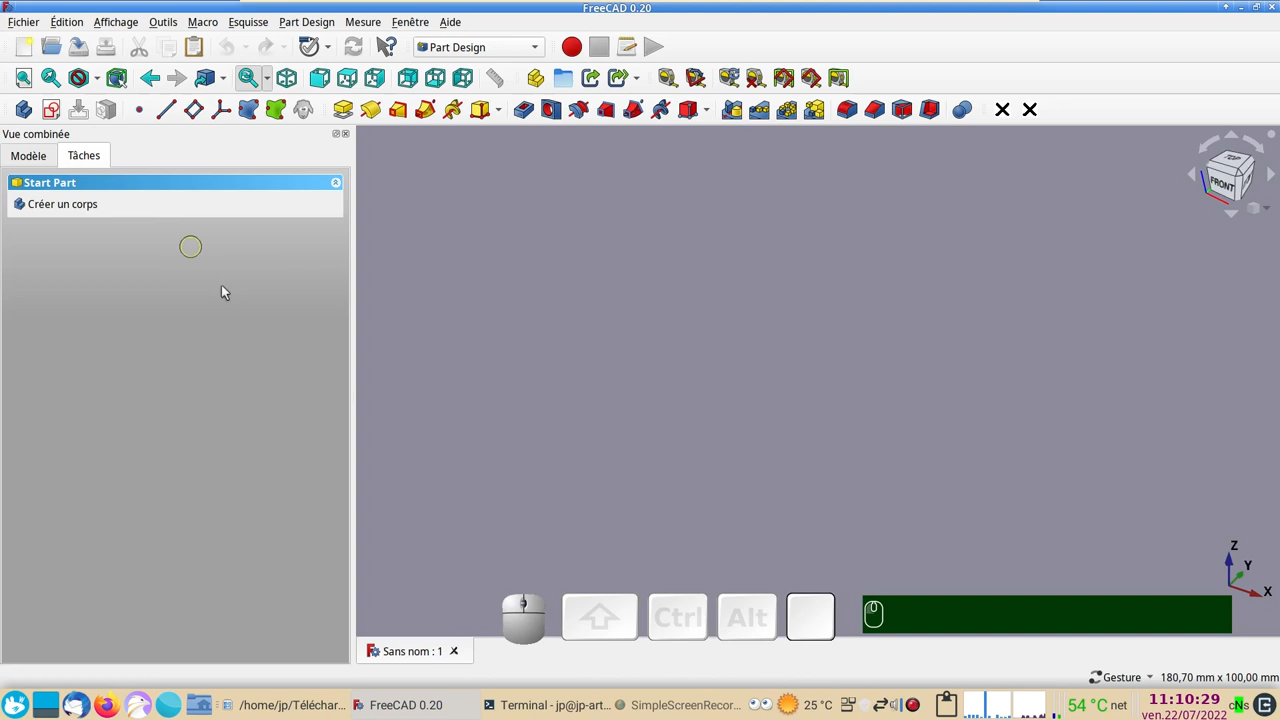 FreeCAD 0.20
Fichier Édition Affichage Outils Macro Esquisse Part Design Mesure Fenêtre Aide
Part Design
Vue combinée
Modèle Tâches
Start Part
Créer un corps
TOP
FRONT
Z
Y
X
Ctrl Alt
Sans nom : 1
Gesture 180,70 mm x 100,00 mm
/home/jp/Téléchar... FreeCAD 0.20 Terminal - jp@jp-art... SimpleScreenRecor... 25 °C 54 °C net 11:10:29 cNs
ven.22/07/2022